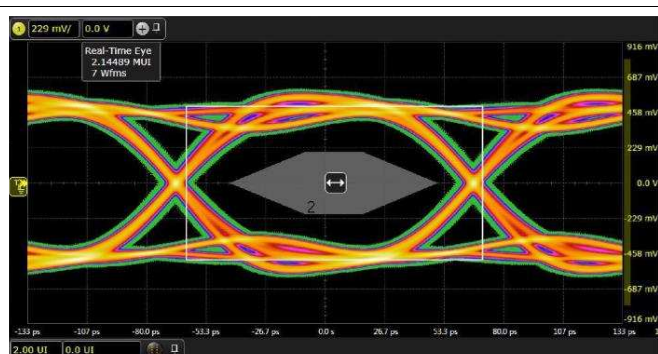 1 229 mV/ 0.0 V
Real-Time Eye
2.14489 MUI
7 Wfms
916 mV
687 mV
458 mV
229 mV
0.0 V
-229 mV
-458 mV
-687 mV
-916 mV
2
-133 ps -107 ps -80.0 ps -53.3 ps -26.7 ps 0.0 s 26.7 ps 53.3 ps 80.0 ps 107 ps 133 ps
2.00 UI 0.0 UI